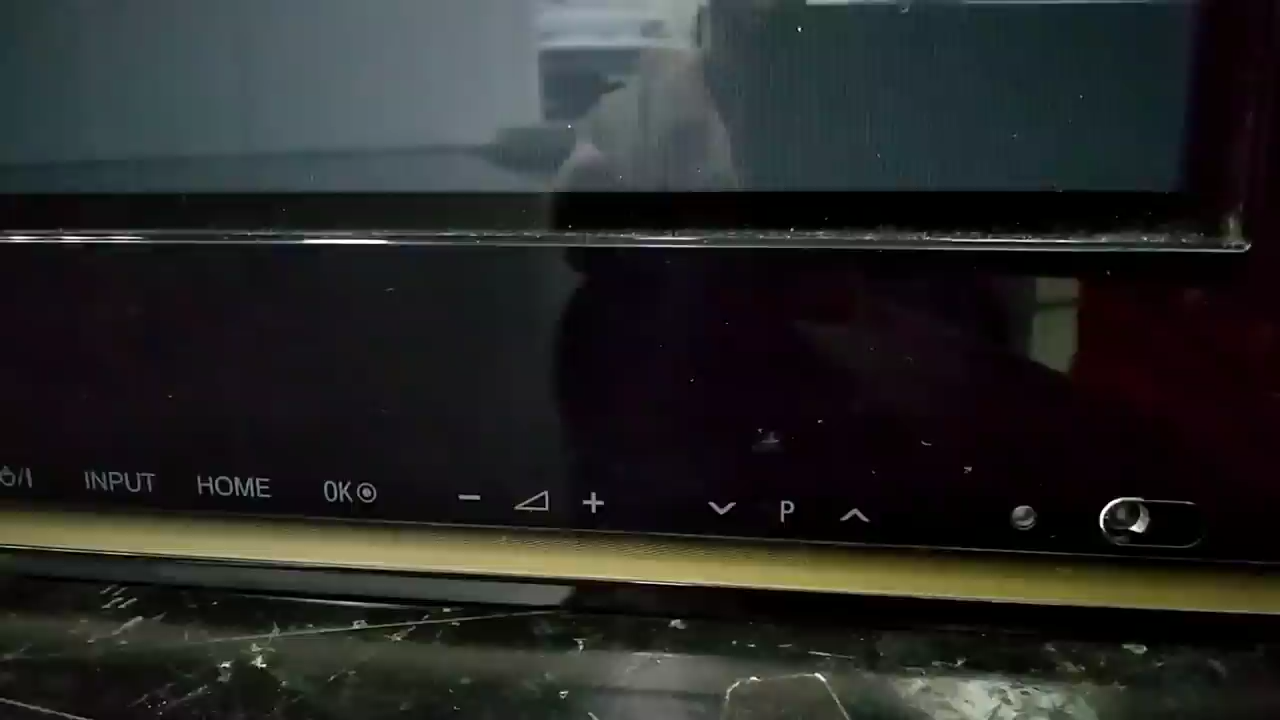 ⏻/I INPUT HOME OK⦿ − ◿ + ∨ P ∧